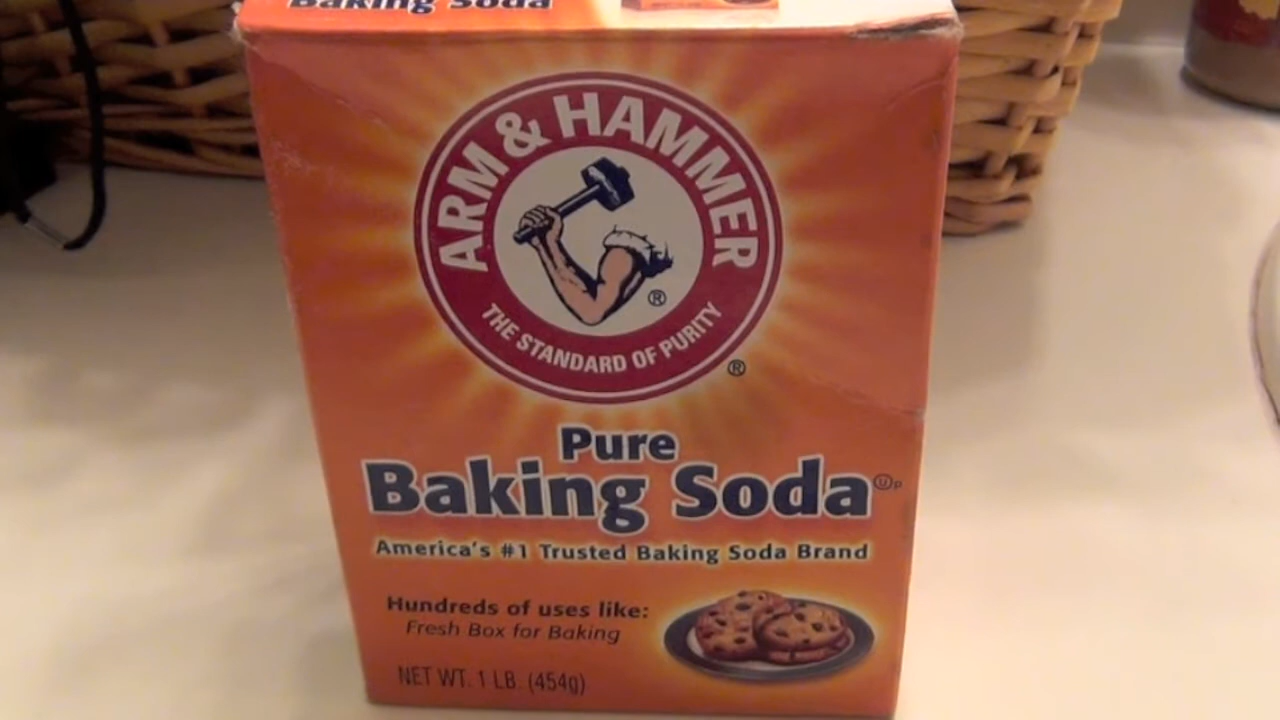 Baking Soda
ARM & HAMMER
®
THE STANDARD OF PURITY
®
Pure
Baking Soda ⓊP
America's #1 Trusted Baking Soda Brand
Hundreds of uses like:
Fresh Box for Baking
NET WT. 1 LB. (454g)